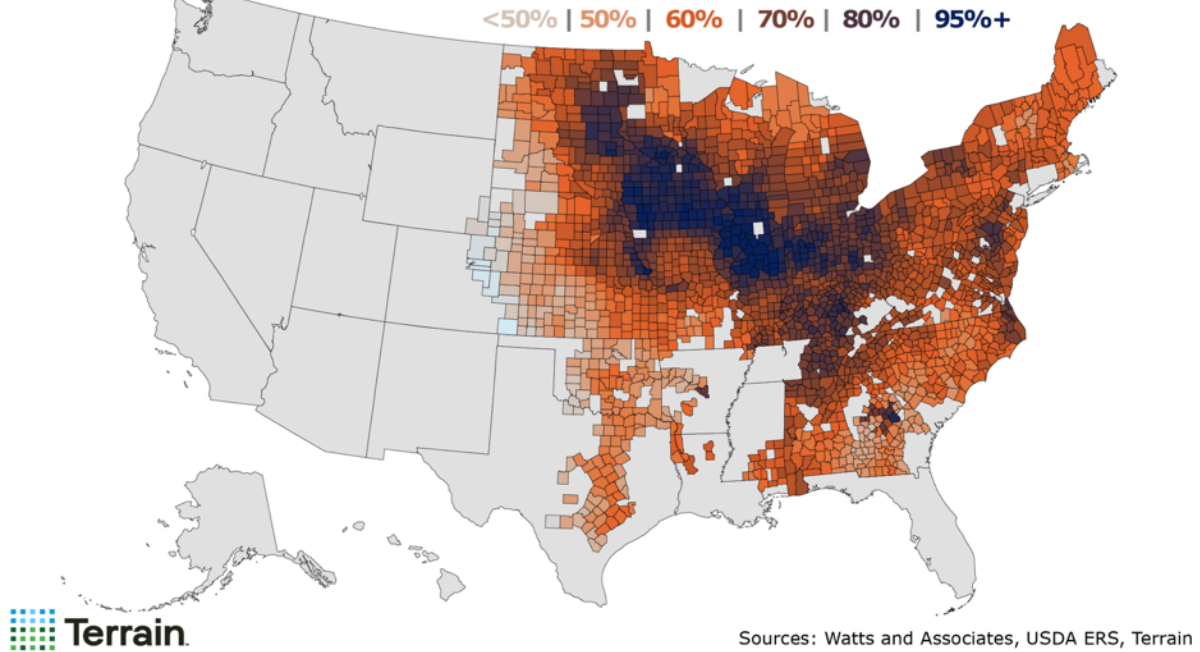 <50% | 50% | 60% | 70% | 80% | 95%+
Terrain
Sources: Watts and Associates, USDA ERS, Terrain